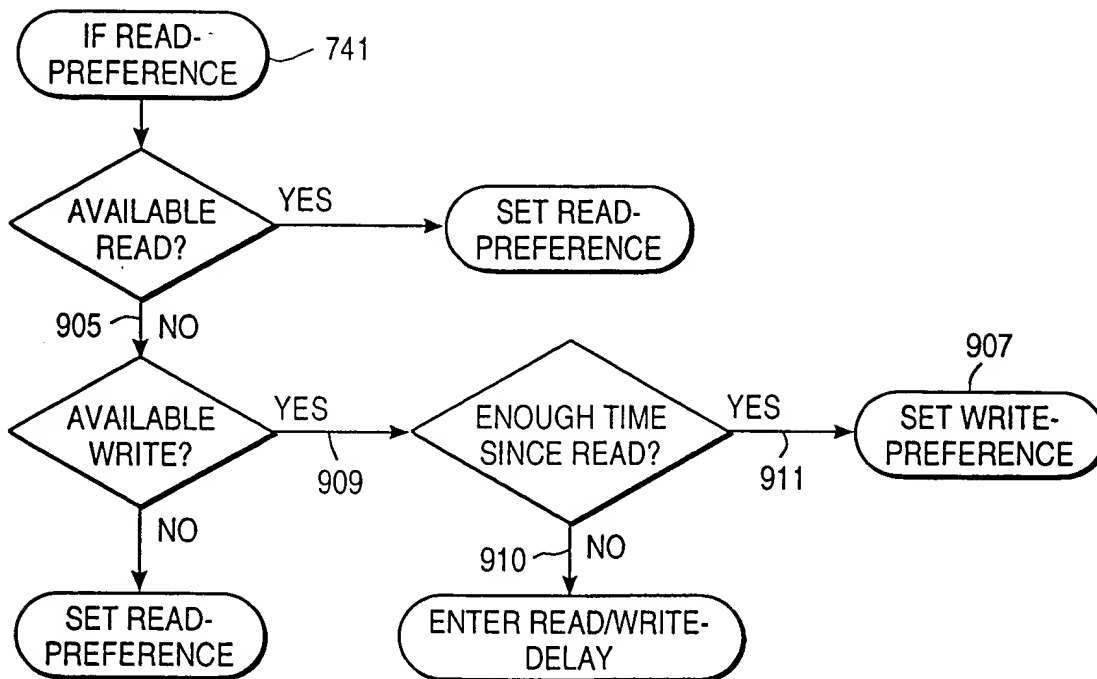 IF READ-
PREFERENCE
741
AVAILABLE
READ?
YES
SET READ-
PREFERENCE
905
NO
AVAILABLE
WRITE?
YES
909
ENOUGH TIME
SINCE READ?
YES
911
907
SET WRITE-
PREFERENCE
NO
SET READ-
PREFERENCE
910
NO
ENTER READ/WRITE-
DELAY